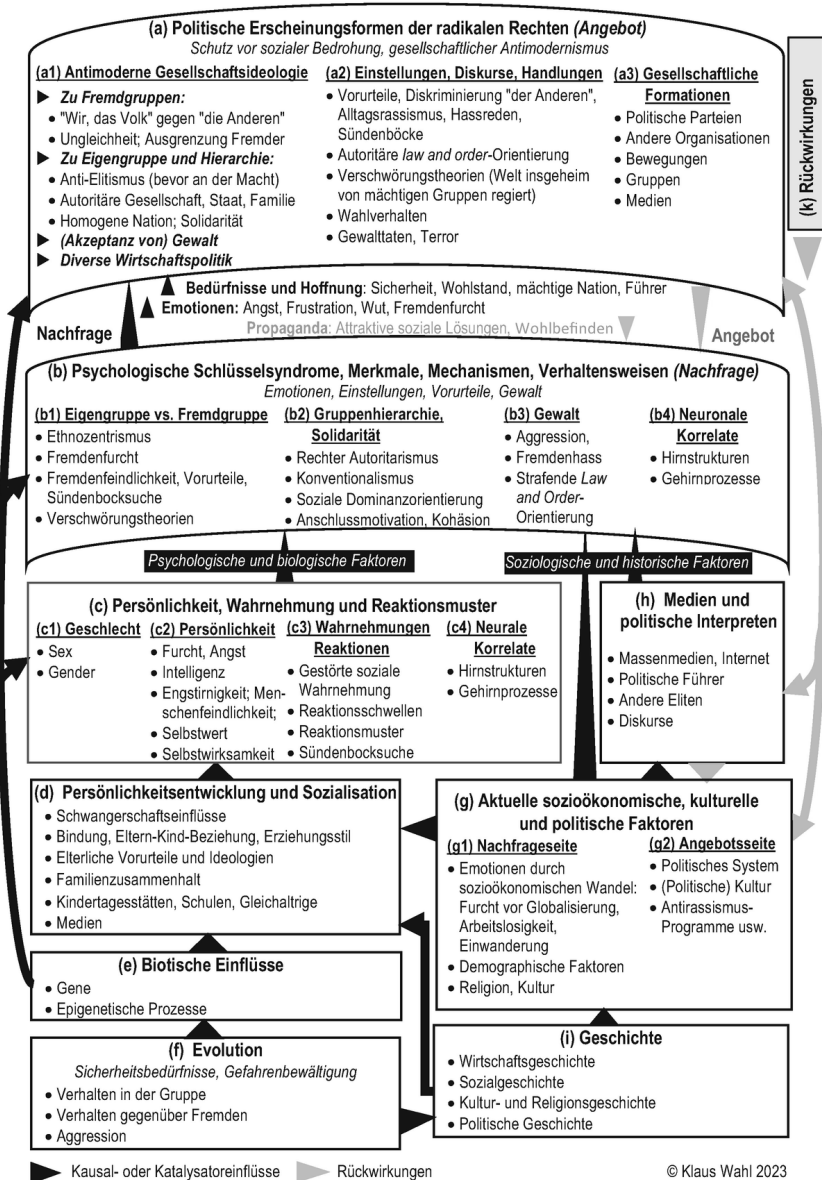 (a) Politische Erscheinungsformen der radikalen Rechten (Angebot)
Schutz vor sozialer Bedrohung, gesellschaftlicher Antimodernismus
(a1) Antimoderne Gesellschaftsideologie
Zu Fremdgruppen:
• "Wir, das Volk" gegen "die Anderen"
• Ungleichheit; Ausgrenzung Fremder
Zu Eigengruppe und Hierarchie:
• Anti-Elitismus (bevor an der Macht)
• Autoritäre Gesellschaft, Staat, Familie
• Homogene Nation; Solidarität
(Akzeptanz von) Gewalt
Diverse Wirtschaftspolitik
(a2) Einstellungen, Diskurse, Handlungen
• Vorurteile, Diskriminierung "der Anderen",
Alltagsrassismus, Hassreden,
Sündenböcke
• Autoritäre law and order-Orientierung
• Verschwörungstheorien (Welt insgeheim
von mächtigen Gruppen regiert)
• Wahlverhalten
• Gewalttaten, Terror
(a3) Gesellschaftliche
Formationen
• Politische Parteien
• Andere Organisationen
• Bewegungen
• Gruppen
• Medien
(k) Rückwirkungen
Bedürfnisse und Hoffnung: Sicherheit, Wohlstand, mächtige Nation, Führer
Emotionen: Angst, Frustration, Wut, Fremdenfurcht
Nachfrage
Propaganda: Attraktive soziale Lösungen, Wohlbefinden
Angebot
(b) Psychologische Schlüsselsyndrome, Merkmale, Mechanismen, Verhaltensweisen (Nachfrage)
Emotionen, Einstellungen, Vorurteile, Gewalt
(b1) Eigengruppe vs. Fremdgruppe
• Ethnozentrismus
• Fremdenfurcht
• Fremdenfeindlichkeit, Vorurteile,
Sündenbocksuche
• Verschwörungstheorien
(b2) Gruppenhierarchie,
Solidarität
• Rechter Autoritarismus
• Konventionalismus
• Soziale Dominanzorientierung
• Anschlussmotivation, Kohäsion
(b3) Gewalt
• Aggression,
• Fremdenhass
• Strafende Law
and Order-
Orientierung
(b4) Neuronale
Korrelate
• Hirnstrukturen
• Gehirnprozesse
Psychologische und biologische Faktoren
Soziologische und historische Faktoren
(c) Persönlichkeit, Wahrnehmung und Reaktionsmuster
(c1) Geschlecht
• Sex
• Gender
(c2) Persönlichkeit
• Furcht, Angst
• Intelligenz
• Engstirnigkeit; Men-
schenfeindlichkeit;
• Selbstwert
• Selbstwirksamkeit
(c3) Wahrnehmungen
Reaktionen
• Gestörte soziale
Wahrnehmung
• Reaktionsschwellen
• Reaktionsmuster
• Sündenbocksuche
(c4) Neurale
Korrelate
• Hirnstrukturen
• Gehirnprozesse
(h) Medien und
politische Interpreten
• Massenmedien, Internet
• Politische Führer
• Andere Eliten
• Diskurse
(d) Persönlichkeitsentwicklung und Sozialisation
• Schwangerschaftseinflüsse
• Bindung, Eltern-Kind-Beziehung, Erziehungsstil
• Elterliche Vorurteile und Ideologien
• Familienzusammenhalt
• Kindertagesstätten, Schulen, Gleichaltrige
• Medien
(g) Aktuelle sozioökonomische, kulturelle
und politische Faktoren
(g1) Nachfrageseite
• Emotionen durch
sozioökonomischen Wandel:
Furcht vor Globalisierung,
Arbeitslosigkeit,
Einwanderung
• Demographische Faktoren
• Religion, Kultur
(g2) Angebotsseite
• Politisches System
• (Politische) Kultur
• Antirassismus-
Programme usw.
(e) Biotische Einflüsse
• Gene
• Epigenetische Prozesse
(f) Evolution
Sicherheitsbedürfnisse, Gefahrenbewältigung
• Verhalten in der Gruppe
• Verhalten gegenüber Fremden
• Aggression
(i) Geschichte
• Wirtschaftsgeschichte
• Sozialgeschichte
• Kultur- und Religionsgeschichte
• Politische Geschichte
Kausal- oder Katalysatoreinflüsse
Rückwirkungen
© Klaus Wahl 2023